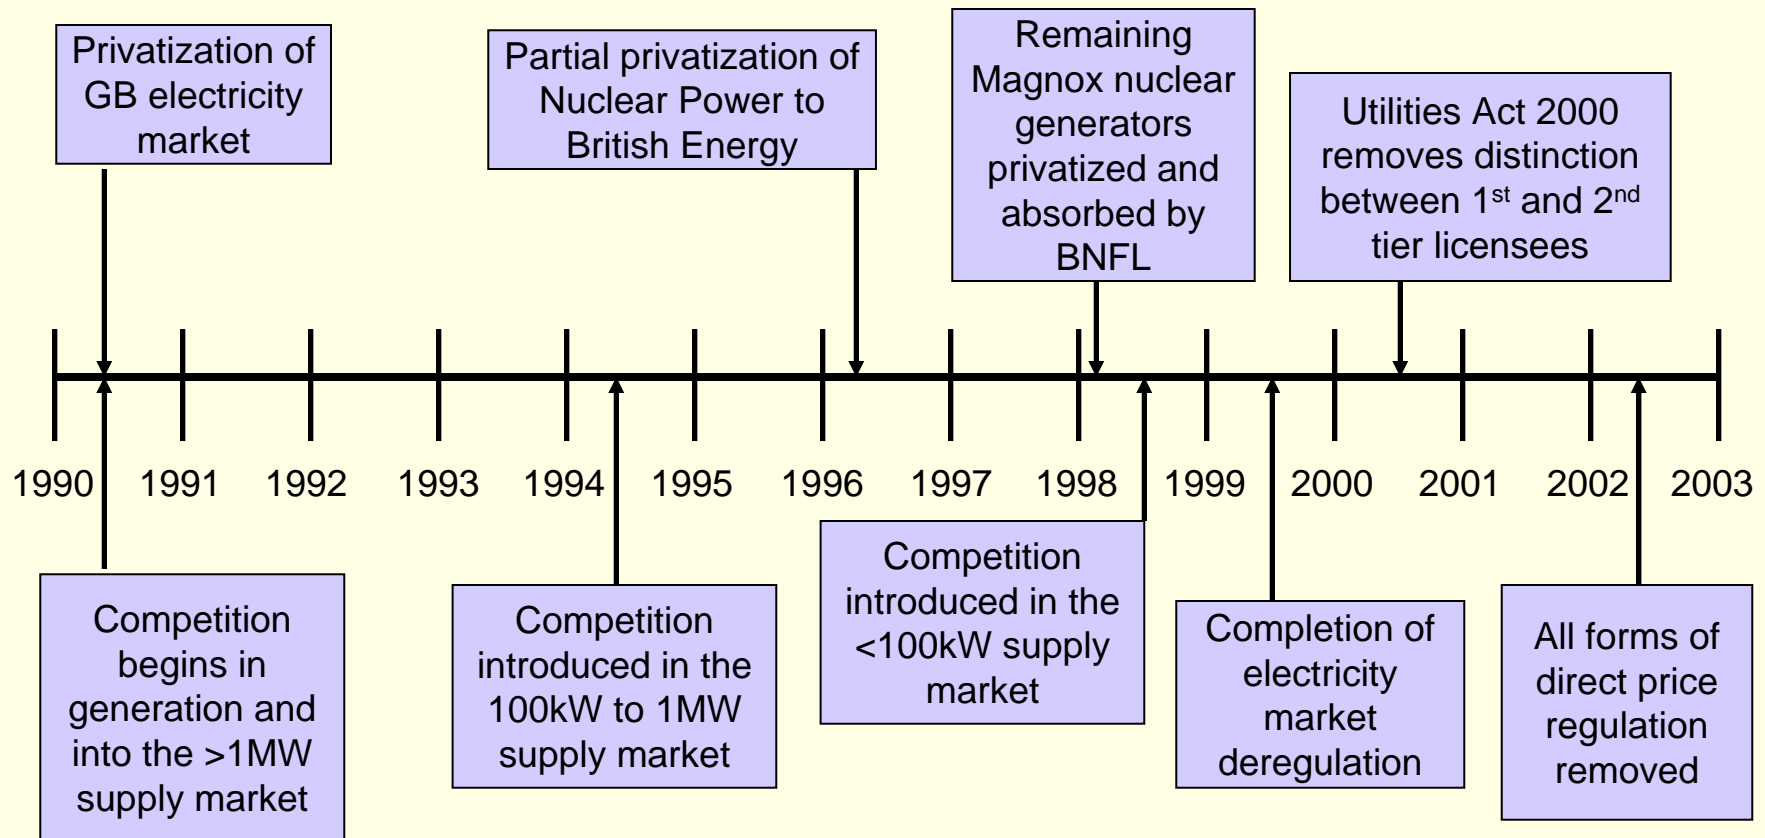 Privatization of
GB electricity
market
Partial privatization of
Nuclear Power to
British Energy
Remaining
Magnox nuclear
generators
privatized and
absorbed by
BNFL
Utilities Act 2000
removes distinction
between 1st and 2nd
tier licensees
1990 1991 1992 1993 1994 1995 1996 1997 1998 1999 2000 2001 2002 2003
Competition
begins in
generation and
into the >1MW
supply market
Competition
introduced in the
100kW to 1MW
supply market
Competition
introduced in the
<100kW supply
market
Completion of
electricity
market
deregulation
All forms of
direct price
regulation
removed